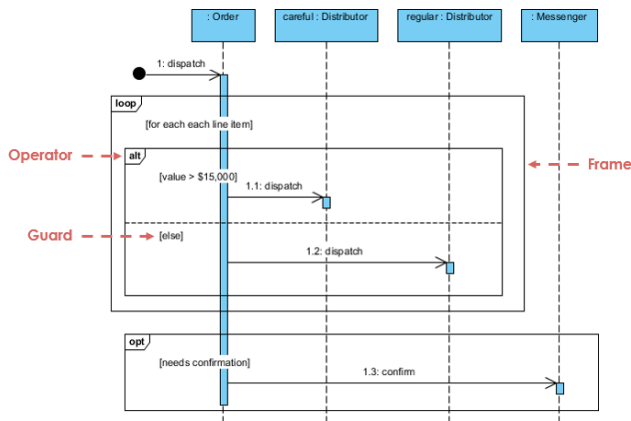 : Order
careful : Distributor
regular : Distributor
: Messenger
1: dispatch
loop
[for each each line item]
Operator
alt
Frame
[value > $15,000]
1.1: dispatch
Guard
[else]
1.2: dispatch
opt
[needs confirmation]
1.3: confirm